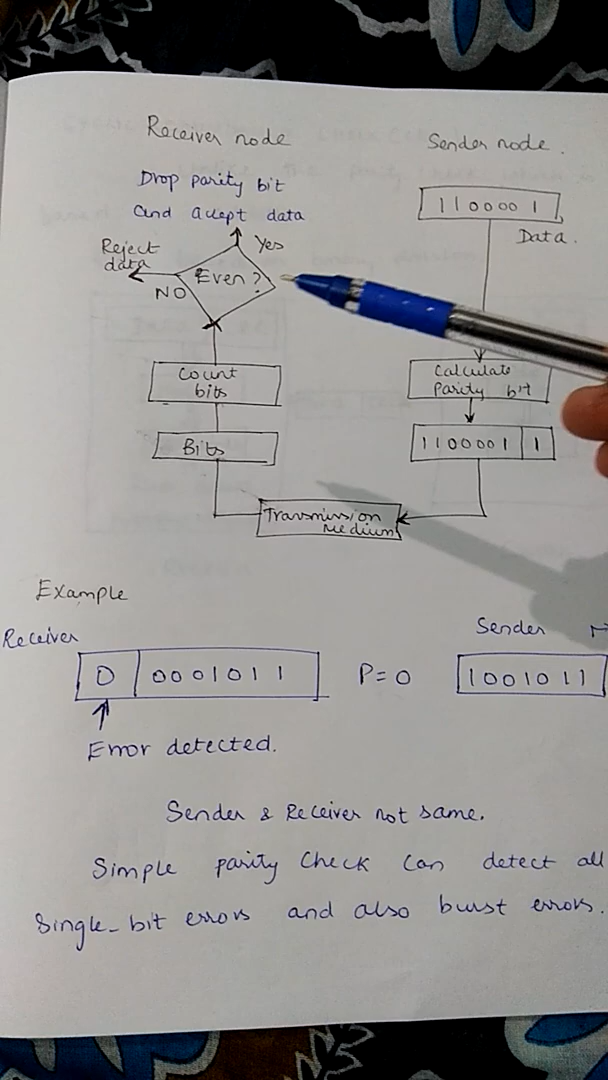 Receiver node
Sender node.
Drop parity bit
and acept data
1100001
Data.
Yes
Reject
data
Even?
NO
Count
bits
Calculate
Parity bit
Bits
1100001 1
Transmission
Medium
Example
Receiver
Sender
0 0001011
P=0
1001011
Error detected.
Sender & Receiver not same.
Simple parity Check Can detect all
Single-bit errors and also burst errors.